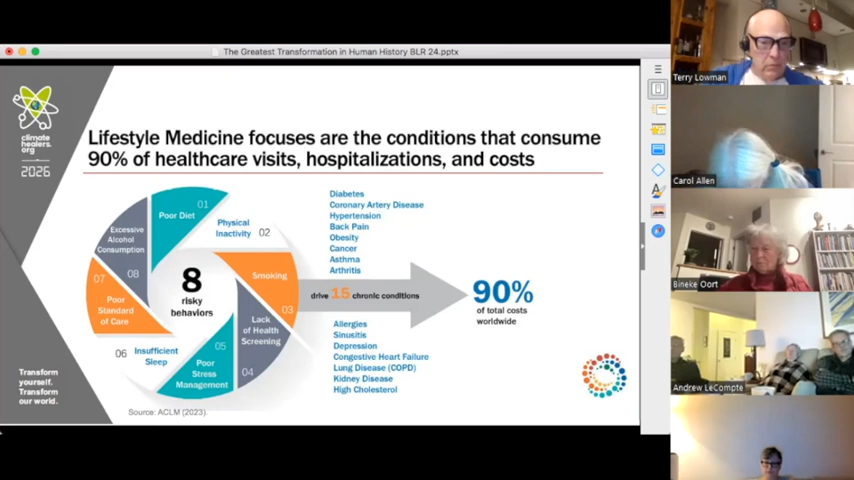 The Greatest Transformation in Human History BLR 24.pptx
climate
healers.
org
2026
Lifestyle Medicine focuses are the conditions that consume
90% of healthcare visits, hospitalizations, and costs
01
Poor Diet
Physical
Inactivity
02
Smoking
03
Lack
of Health
Screening
04
05
Poor
Stress
Management
06
Insufficient
Sleep
07
Poor
Standard
of Care
Excessive
Alcohol
Consumption
08
8
risky
behaviors
Diabetes
Coronary Artery Disease
Hypertension
Back Pain
Obesity
Cancer
Asthma
Arthritis
drive 15 chronic conditions
Allergies
Sinusitis
Depression
Congestive Heart Failure
Lung Disease (COPD)
Kidney Disease
High Cholesterol
90%
of total costs
worldwide
Transform
yourself.
Transform
our world.
Source: ACLM (2023).
Terry Lowman
Carol Allen
Bineke Oort
Andrew LeCompte